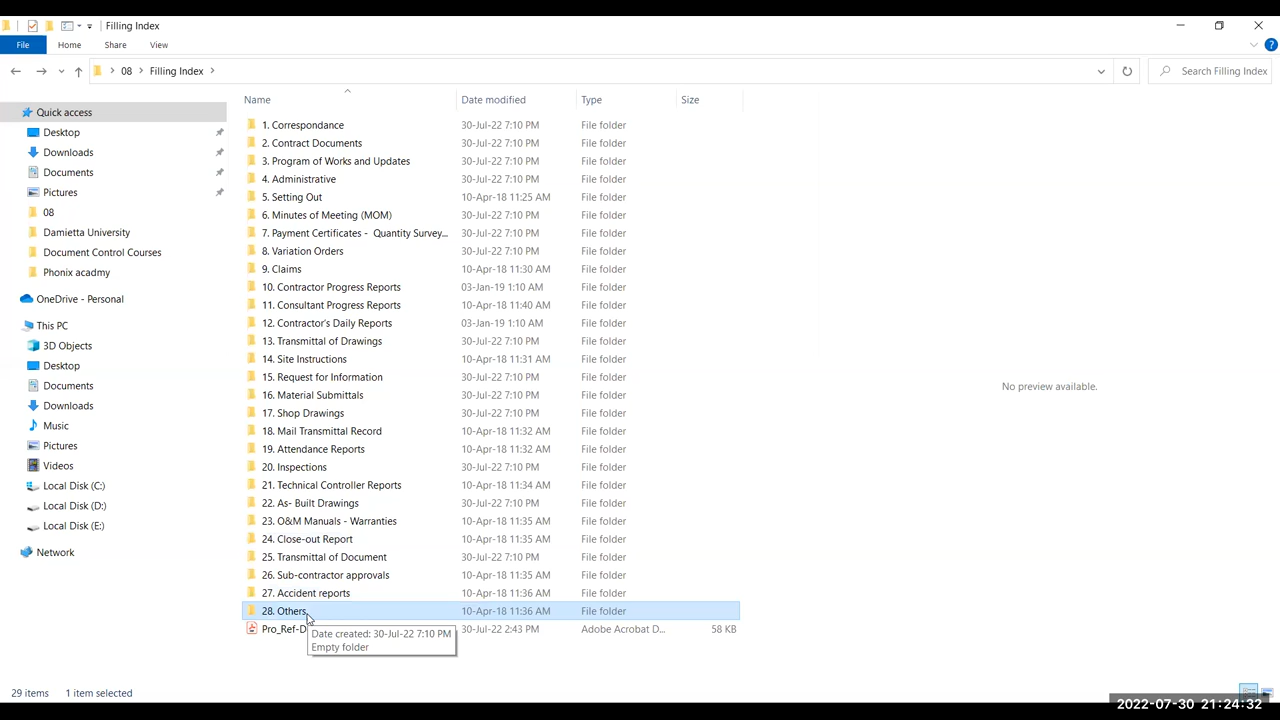 Filling Index
File Home Share View
08 Filling Index Search Filling Index
Name Date modified Type Size
Quick access
Desktop
Downloads
Documents
Pictures
08
Damietta University
Document Control Courses
Phonix acadmy
OneDrive - Personal
This PC
3D Objects
Desktop
Documents
Downloads
Music
Pictures
Videos
Local Disk (C:)
Local Disk (D:)
Local Disk (E:)
Network
1. Correspondance 30-Jul-22 7:10 PM File folder
2. Contract Documents 30-Jul-22 7:10 PM File folder
3. Program of Works and Updates 30-Jul-22 7:10 PM File folder
4. Administrative 30-Jul-22 7:10 PM File folder
5. Setting Out 10-Apr-18 11:25 AM File folder
6. Minutes of Meeting (MOM) 30-Jul-22 7:10 PM File folder
7. Payment Certificates - Quantity Survey... 30-Jul-22 7:10 PM File folder
8. Variation Orders 30-Jul-22 7:10 PM File folder
9. Claims 10-Apr-18 11:30 AM File folder
10. Contractor Progress Reports 03-Jan-19 1:10 AM File folder
11. Consultant Progress Reports 10-Apr-18 11:40 AM File folder
12. Contractor's Daily Reports 03-Jan-19 1:10 AM File folder
13. Transmittal of Drawings 30-Jul-22 7:10 PM File folder
14. Site Instructions 10-Apr-18 11:31 AM File folder
15. Request for Information 30-Jul-22 7:10 PM File folder
16. Material Submittals 30-Jul-22 7:10 PM File folder
17. Shop Drawings 30-Jul-22 7:10 PM File folder
18. Mail Transmittal Record 10-Apr-18 11:32 AM File folder
19. Attendance Reports 10-Apr-18 11:32 AM File folder
20. Inspections 30-Jul-22 7:10 PM File folder
21. Technical Controller Reports 10-Apr-18 11:34 AM File folder
22. As- Built Drawings 30-Jul-22 7:10 PM File folder
23. O&M Manuals - Warranties 10-Apr-18 11:35 AM File folder
24. Close-out Report 10-Apr-18 11:35 AM File folder
25. Transmittal of Document 30-Jul-22 7:10 PM File folder
26. Sub-contractor approvals 10-Apr-18 11:35 AM File folder
27. Accident reports 10-Apr-18 11:36 AM File folder
28. Others. 10-Apr-18 11:36 AM File folder
Pro_Ref-D 30-Jul-22 2:43 PM Adobe Acrobat D... 58 KB
Date created: 30-Jul-22 7:10 PM
Empty folder
No preview available.
29 items 1 item selected
2022-07-30 21:24:32